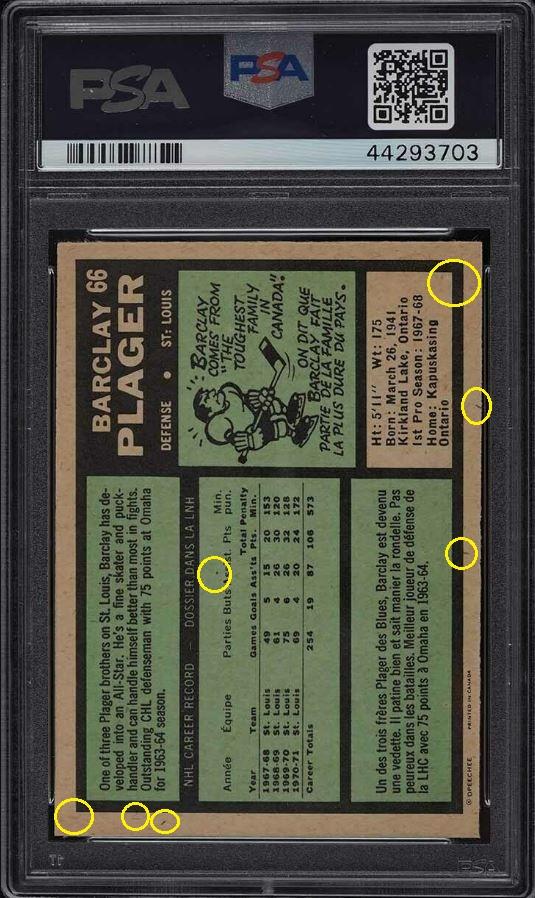 PSA
PSA
44293703
BARCLAY 66
PLAGER
DEFENSE • ST: LOUIS
"BARCLAY
COMES FROM
"THE
TOUGHEST
FAMILY
IN
CANADA".
ON DIT QUE
BARCLAY FAIT
PARTIE DE LA FAMILLE
LA PLUS DURE DU PAYS.
Ht: 5'11" Wt: 175
Born: March 26, 1941
Kirkland Lake, Ontario
1st Pro Season: 1967-68
Home: Kapuskasing
Ontario
One of three Plager brothers on St. Louis, Barclay has de-
veloped into an All-Star. He's a fine skater and puck-
handler and can handle himself better than most in fights.
Outstanding CHL defenseman with 75 points at Omaha
for 1963-64 season.
NHL CAREER RECORD — DOSSIER DANS LA LNH
Année Équipe Parties Buts Pts Min. pun.
Year Team Games Goals Ass'ts Total Pts. Penalty Min.
1967-68 St. Louis 49 5 15 20 153
1968-69 St. Louis 61 4 26 30 120
1969-70 St. Louis 75 6 26 32 128
1970-71 St. Louis 69 4 20 24 172
Career Totals 254 19 87 106 573
Un des trois frères Plager des Blues, Barclay est devenu
une vedette. Il patine bien et sait manier la rondelle. Pas
peureux dans les batailles. Meilleur joueur de défense de
la LHC avec 75 points à Omaha en 1963-64.
© OPEECHEE PRINTED IN CANADA
PSA